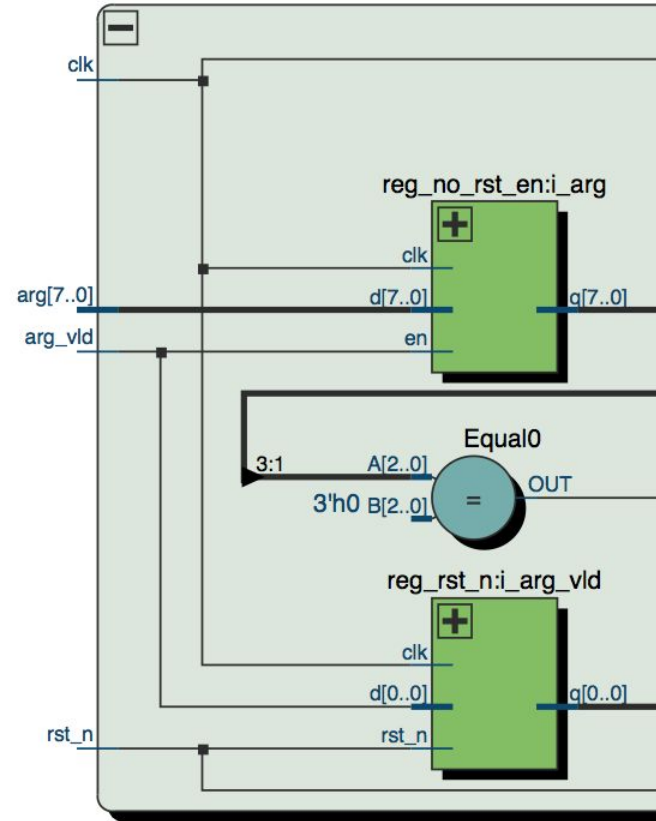 clk
reg_no_rst_en:i_arg
clk
arg[7..0]
d[7..0]
q[7..0]
arg_vld
en
Equal0
3:1
A[2..0]
OUT
=
3'h0
B[2..0]
reg_rst_n:i_arg_vld
clk
d[0..0]
q[0..0]
rst_n
rst_n